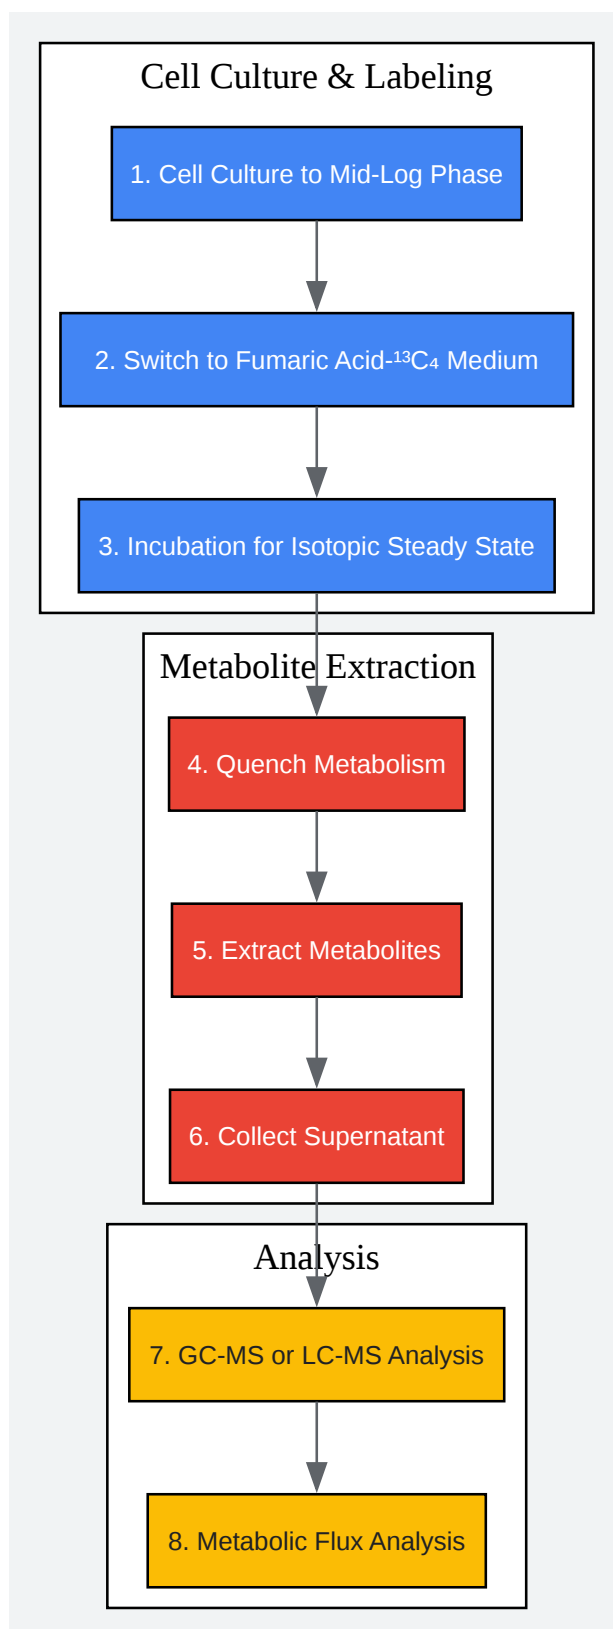 Cell Culture & Labeling
1. Cell Culture to Mid-Log Phase
2. Switch to Fumaric Acid-¹³C₄ Medium
3. Incubation for Isotopic Steady State
Metabolite Extraction
4. Quench Metabolism
5. Extract Metabolites
6. Collect Supernatant
Analysis
7. GC-MS or LC-MS Analysis
8. Metabolic Flux Analysis